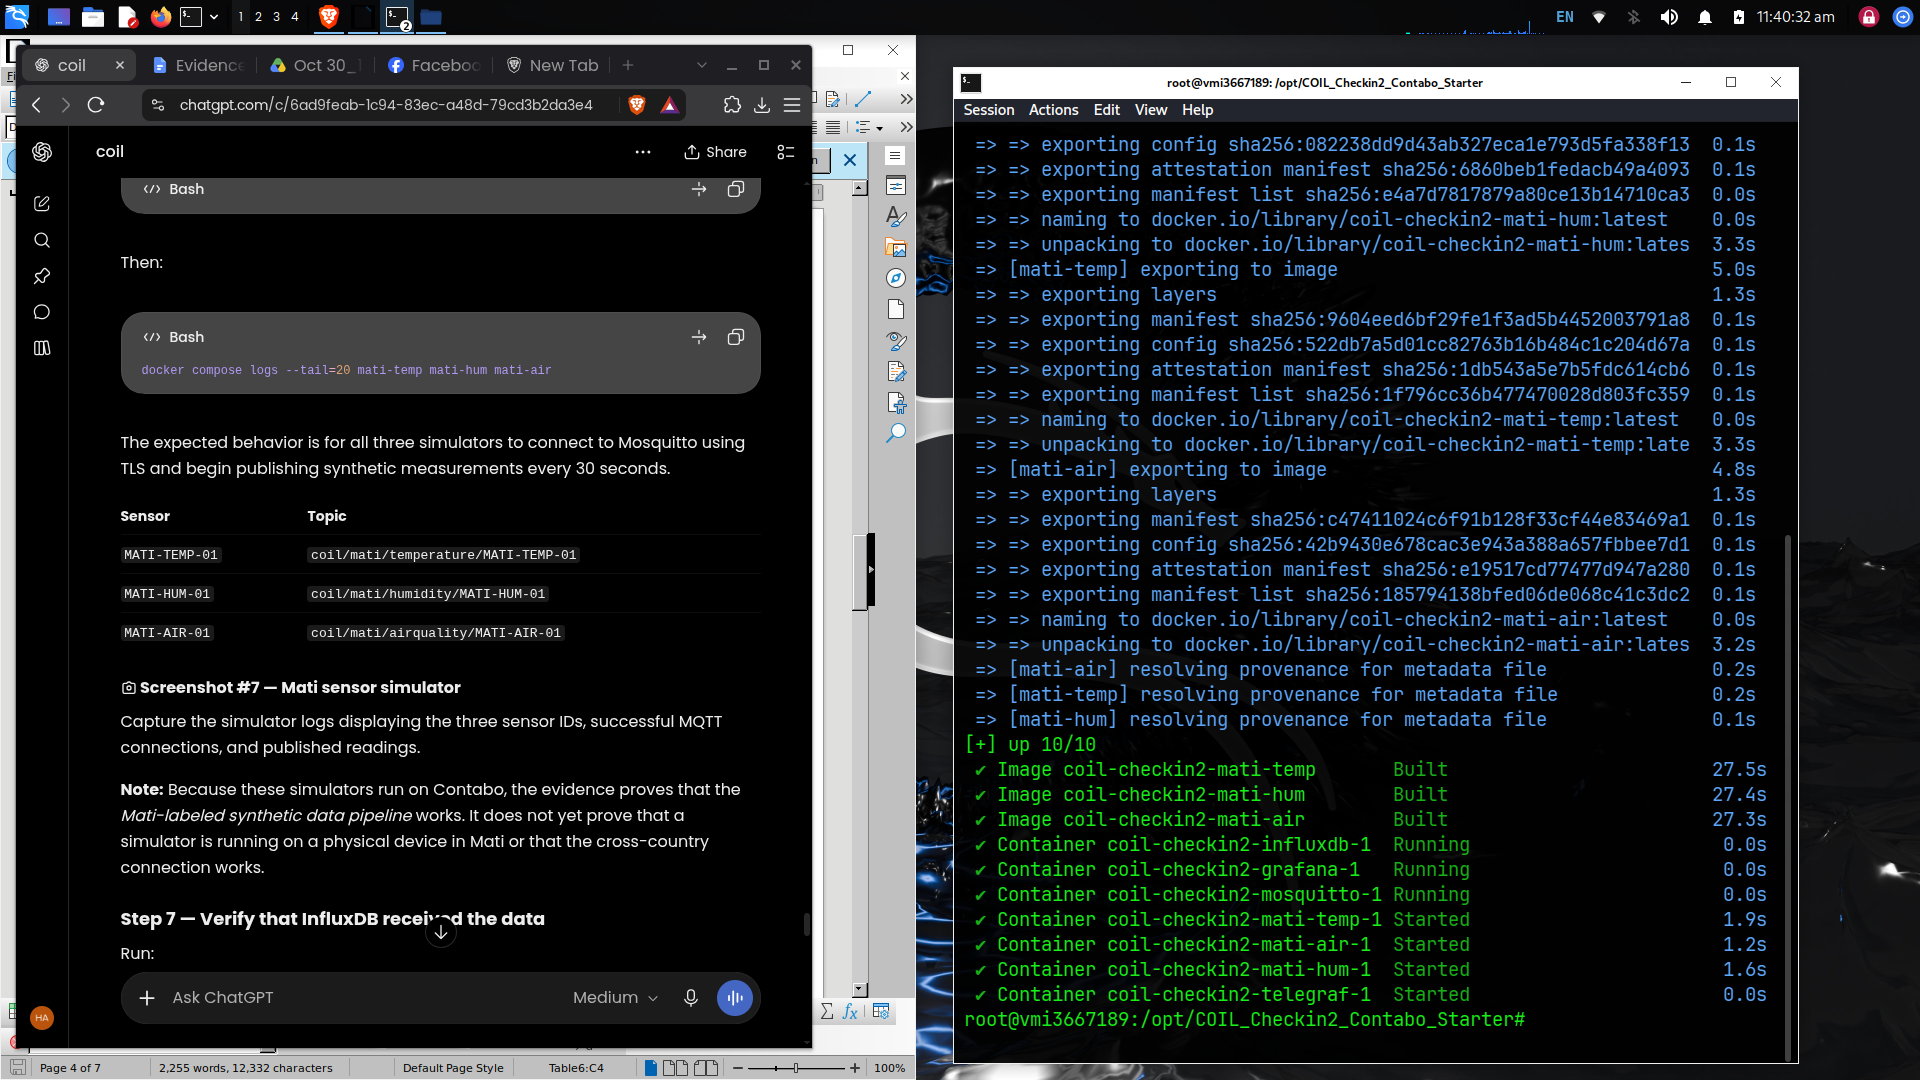 1 2 3 4
EN
11:40:32 am
coil
Evidence
Oct 30_
Faceboo
New Tab
chatgpt.com/c/6ad9feab-1c94-83ec-a48d-79cd3b2da3e4
coil
Share
Bash
Then:
Bash
docker compose logs --tail=20 mati-temp mati-hum mati-air
The expected behavior is for all three simulators to connect to Mosquitto using
TLS and begin publishing synthetic measurements every 30 seconds.
Sensor Topic
MATI-TEMP-01 coil/mati/temperature/MATI-TEMP-01
MATI-HUM-01 coil/mati/humidity/MATI-HUM-01
MATI-AIR-01 coil/mati/airquality/MATI-AIR-01
Screenshot #7 — Mati sensor simulator
Capture the simulator logs displaying the three sensor IDs, successful MQTT
connections, and published readings.
Note: Because these simulators run on Contabo, the evidence proves that the
Mati-labeled synthetic data pipeline works. It does not yet prove that a
simulator is running on a physical device in Mati or that the cross-country
connection works.
Step 7 — Verify that InfluxDB received the data
Run:
Ask ChatGPT
Medium
HA
Page 4 of 7
2,255 words, 12,332 characters
Default Page Style
Table6:C4
100%
root@vmi3667189: /opt/COIL_Checkin2_Contabo_Starter
Session Actions Edit View Help
=> => exporting config sha256:082238dd9d43ab327eca1e793d5fa338f13 0.1s
=> => exporting attestation manifest sha256:6860beb1fedacb49a4093 0.1s
=> => exporting manifest list sha256:e4a7d7817879a80ce13b14710ca3 0.0s
=> => naming to docker.io/library/coil-checkin2-mati-hum:latest 0.0s
=> => unpacking to docker.io/library/coil-checkin2-mati-hum:lates 3.3s
=> [mati-temp] exporting to image 5.0s
=> => exporting layers 1.3s
=> => exporting manifest sha256:9604eed6bf29fe1f3ad5b4452003791a8 0.1s
=> => exporting config sha256:522db7a5d01cc82763b16b484c1c204d67a 0.1s
=> => exporting attestation manifest sha256:1db543a5e7b5fdc614cb6 0.1s
=> => exporting manifest list sha256:1f796cc36b477470028d803fc359 0.1s
=> => naming to docker.io/library/coil-checkin2-mati-temp:latest 0.0s
=> => unpacking to docker.io/library/coil-checkin2-mati-temp:late 3.3s
=> [mati-air] exporting to image 4.8s
=> => exporting layers 1.3s
=> => exporting manifest sha256:c47411024c6f91b128f33cf44e83469a1 0.1s
=> => exporting config sha256:42b9430e678cac3e943a388a657fbbee7d1 0.1s
=> => exporting attestation manifest sha256:e19517cd77477d947a280 0.1s
=> => exporting manifest list sha256:185794138bfed06de068c41c3dc2 0.1s
=> => naming to docker.io/library/coil-checkin2-mati-air:latest 0.0s
=> => unpacking to docker.io/library/coil-checkin2-mati-air:lates 3.2s
=> [mati-air] resolving provenance for metadata file 0.2s
=> [mati-temp] resolving provenance for metadata file 0.2s
=> [mati-hum] resolving provenance for metadata file 0.1s
[+] up 10/10
✔ Image coil-checkin2-mati-temp Built 27.5s
✔ Image coil-checkin2-mati-hum Built 27.4s
✔ Image coil-checkin2-mati-air Built 27.3s
✔ Container coil-checkin2-influxdb-1 Running 0.0s
✔ Container coil-checkin2-grafana-1 Running 0.0s
✔ Container coil-checkin2-mosquitto-1 Running 0.0s
✔ Container coil-checkin2-mati-temp-1 Started 1.9s
✔ Container coil-checkin2-mati-air-1 Started 1.2s
✔ Container coil-checkin2-mati-hum-1 Started 1.6s
✔ Container coil-checkin2-telegraf-1 Started 0.0s
root@vmi3667189:/opt/COIL_Checkin2_Contabo_Starter#